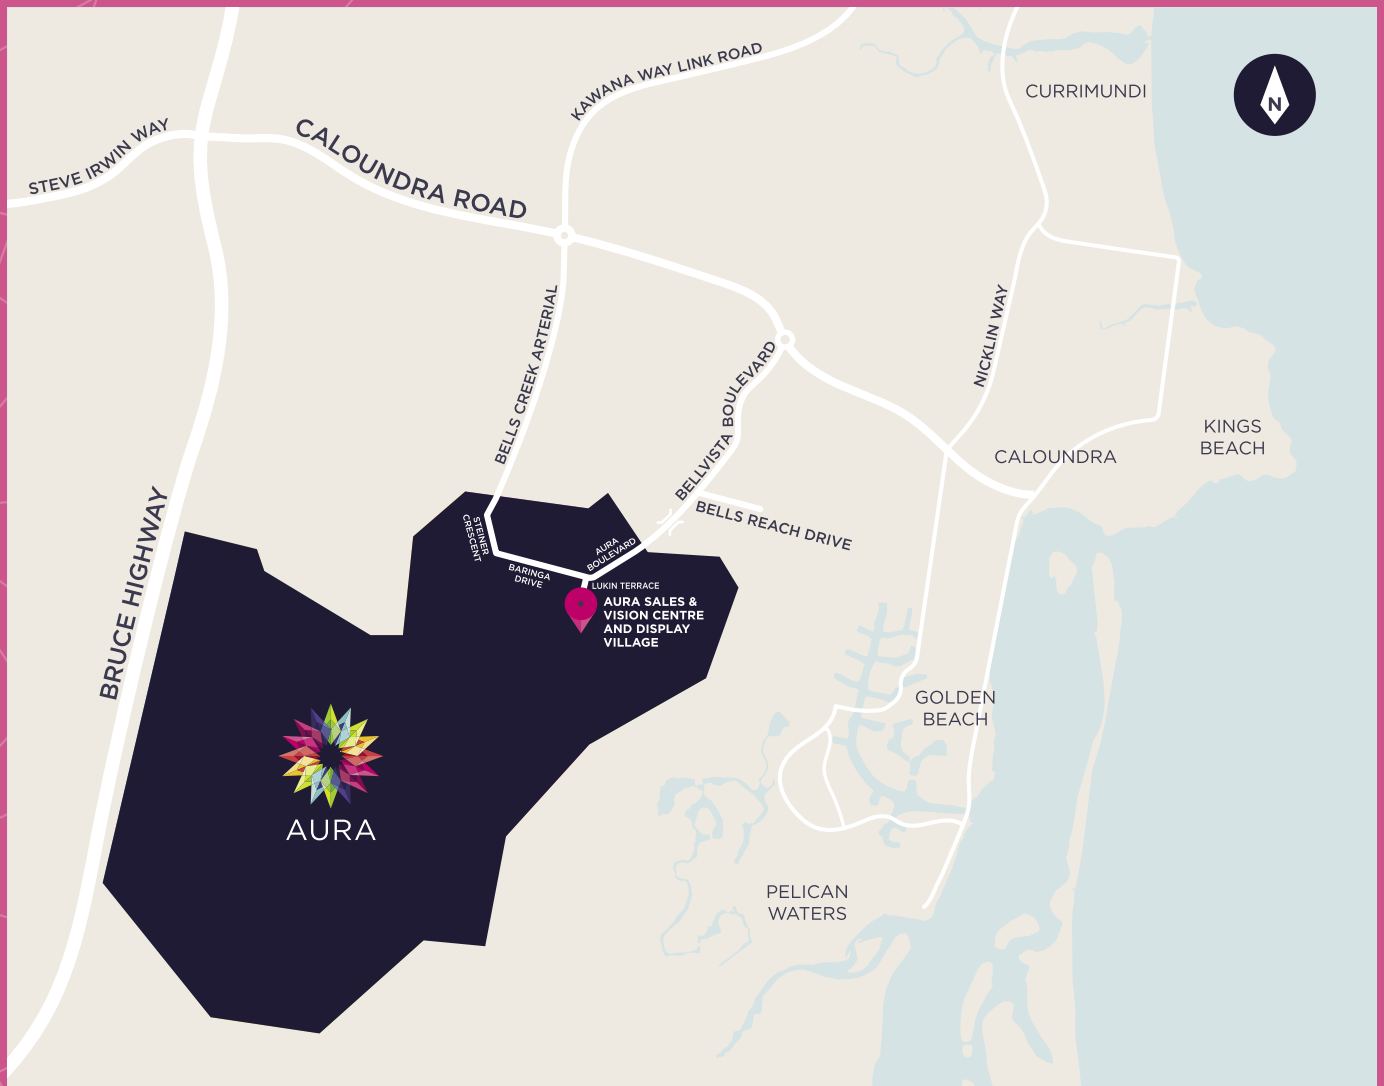 KAWANA WAY LINK ROAD
CURRIMUNDI
N
STEVE IRWIN WAY
CALOUNDRA ROAD
BELLS CREEK ARTERIAL
NICKLIN WAY
BELLVISTA BOULEVARD
KINGS
BEACH
CALOUNDRA
BRUCE HIGHWAY
BELLS REACH DRIVE
STEINER
CRESCENT
AURA
BOULEVARD
BARINGA
DRIVE
LUKIN TERRACE
AURA SALES &
VISION CENTRE
AND DISPLAY
VILLAGE
GOLDEN
BEACH
AURA
PELICAN
WATERS